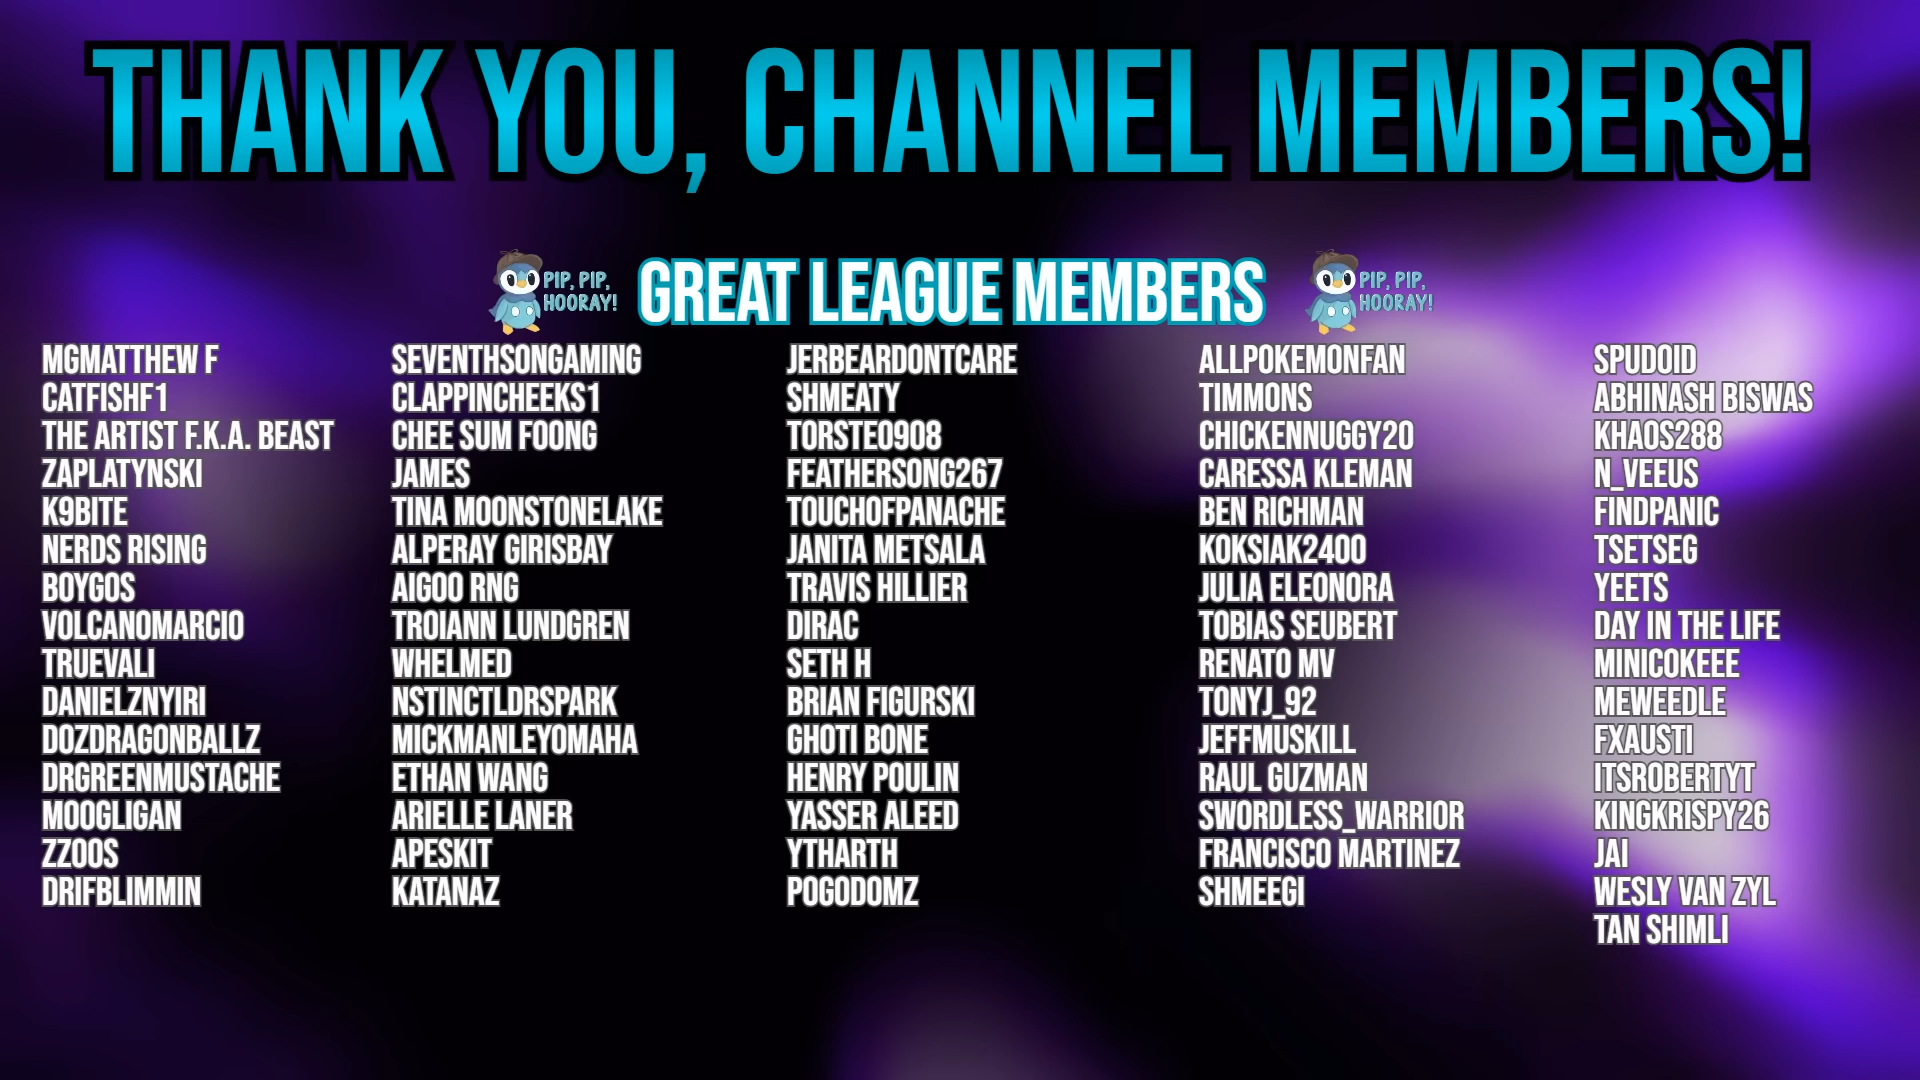 THANK YOU, CHANNEL MEMBERS!
PIP, PIP,
HOORAY!
GREAT LEAGUE MEMBERS
PIP, PIP,
HOORAY!
MGMATTHEW F
CATFISHF1
THE ARTIST F.K.A. BEAST
ZAPLATYNSKI
K9BITE
NERDS RISING
BOYGOS
VOLCANOMARCIO
TRUEVALI
DANIELZNYIRI
DOZDRAGONBALLZ
DRGREENMUSTACHE
MOOGLIGAN
ZZOOS
DRIFBLIMMIN
SEVENTHSONGAMING
CLAPPINCHEEKS1
CHEE SUM FOONG
JAMES
TINA MOONSTONELAKE
ALPERAY GIRISBAY
AIGOO RNG
TROIANN LUNDGREN
WHELMED
NSTINCTLDRSPARK
MICKMANLEYOMAHA
ETHAN WANG
ARIELLE LANER
APESKIT
KATANAZ
JERBEARDONTCARE
SHMEATY
TORSTE0908
FEATHERSONG267
TOUCHOFPANACHE
JANITA METSALA
TRAVIS HILLIER
DIRAC
SETH H
BRIAN FIGURSKI
GHOTI BONE
HENRY POULIN
YASSER ALEED
YTHARTH
POGODOMZ
ALLPOKEMONFAN
TIMMONS
CHICKENNUGGY20
CARESSA KLEMAN
BEN RICHMAN
KOKSIAK2400
JULIA ELEONORA
TOBIAS SEUBERT
RENATO MV
TONYJ_92
JEFFMUSKILL
RAUL GUZMAN
SWORDLESS_WARRIOR
FRANCISCO MARTINEZ
SHMEEGI
SPUDOID
ABHINASH BISWAS
KHAOS288
N_VEEUS
FINDPANIC
TSETSEG
YEETS
DAY IN THE LIFE
MINICOKEEE
MEWEEDLE
FXAUSTI
ITSROBERTYT
KINGKRISPY26
JAI
WESLY VAN ZYL
TAN SHIMLI